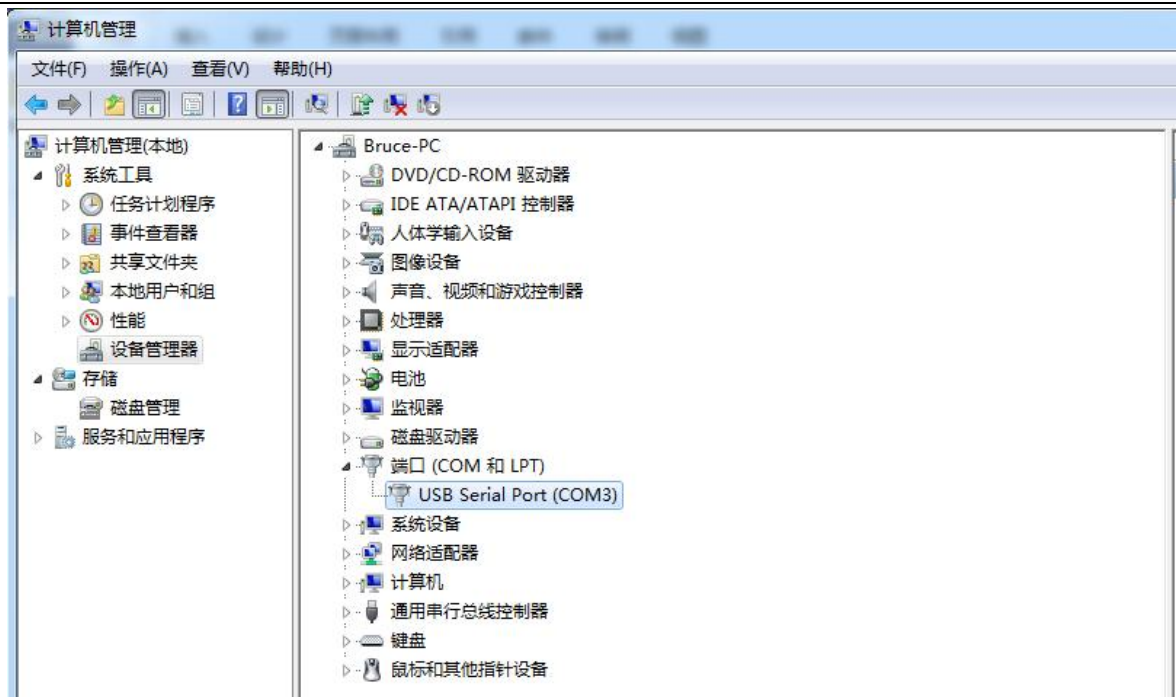 计算机管理
文件(F) 操作(A) 查看(V) 帮助(H)
计算机管理(本地)
系统工具
任务计划程序
事件查看器
共享文件夹
本地用户和组
性能
设备管理器
存储
磁盘管理
服务和应用程序
Bruce-PC
DVD/CD-ROM 驱动器
IDE ATA/ATAPI 控制器
人体学输入设备
图像设备
声音、视频和游戏控制器
处理器
显示适配器
电池
监视器
磁盘驱动器
端口 (COM 和 LPT)
USB Serial Port (COM3)
系统设备
网络适配器
计算机
通用串行总线控制器
键盘
鼠标和其他指针设备